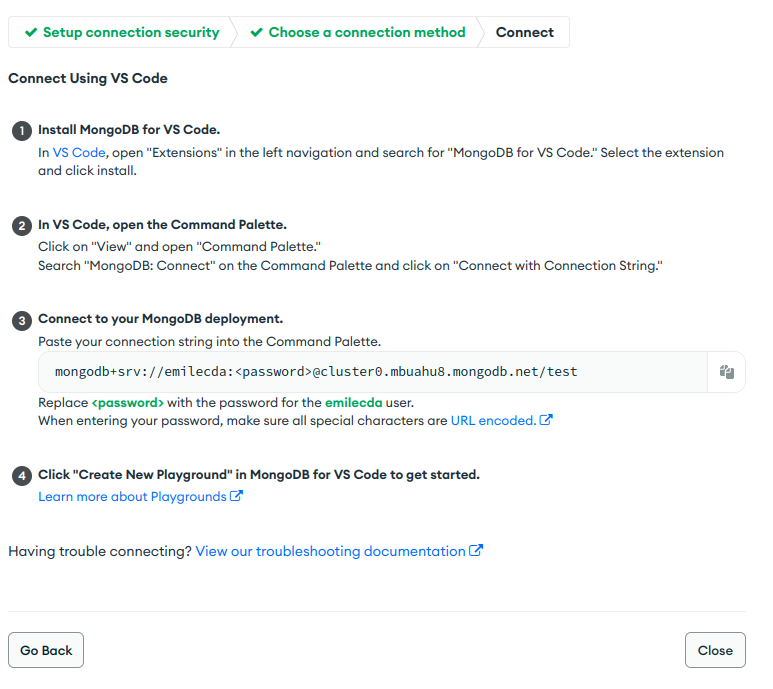 Setup connection security
Choose a connection method
Connect
Connect Using VS Code
1
Install MongoDB for VS Code.
In VS Code, open "Extensions" in the left navigation and search for "MongoDB for VS Code." Select the extension
and click install.
2
In VS Code, open the Command Palette.
Click on "View" and open "Command Palette."
Search "MongoDB: Connect" on the Command Palette and click on "Connect with Connection String."
3
Connect to your MongoDB deployment.
Paste your connection string into the Command Palette.
mongodb+srv://emilecda:<password>@cluster0.mbuahu8.mongodb.net/test
Replace <password> with the password for the emilecda user.
When entering your password, make sure all special characters are URL encoded.
4
Click "Create New Playground" in MongoDB for VS Code to get started.
Learn more about Playgrounds
Having trouble connecting? View our troubleshooting documentation
Go Back
Close